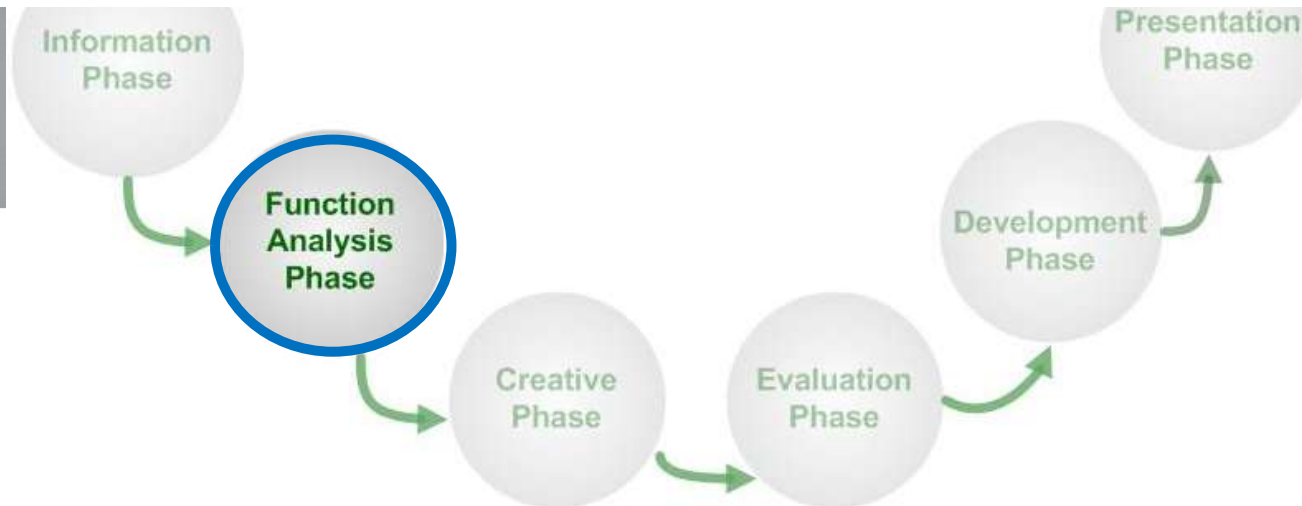 Information
Phase
Function
Analysis
Phase
Creative
Phase
Evaluation
Phase
Development
Phase
Presentation
Phase